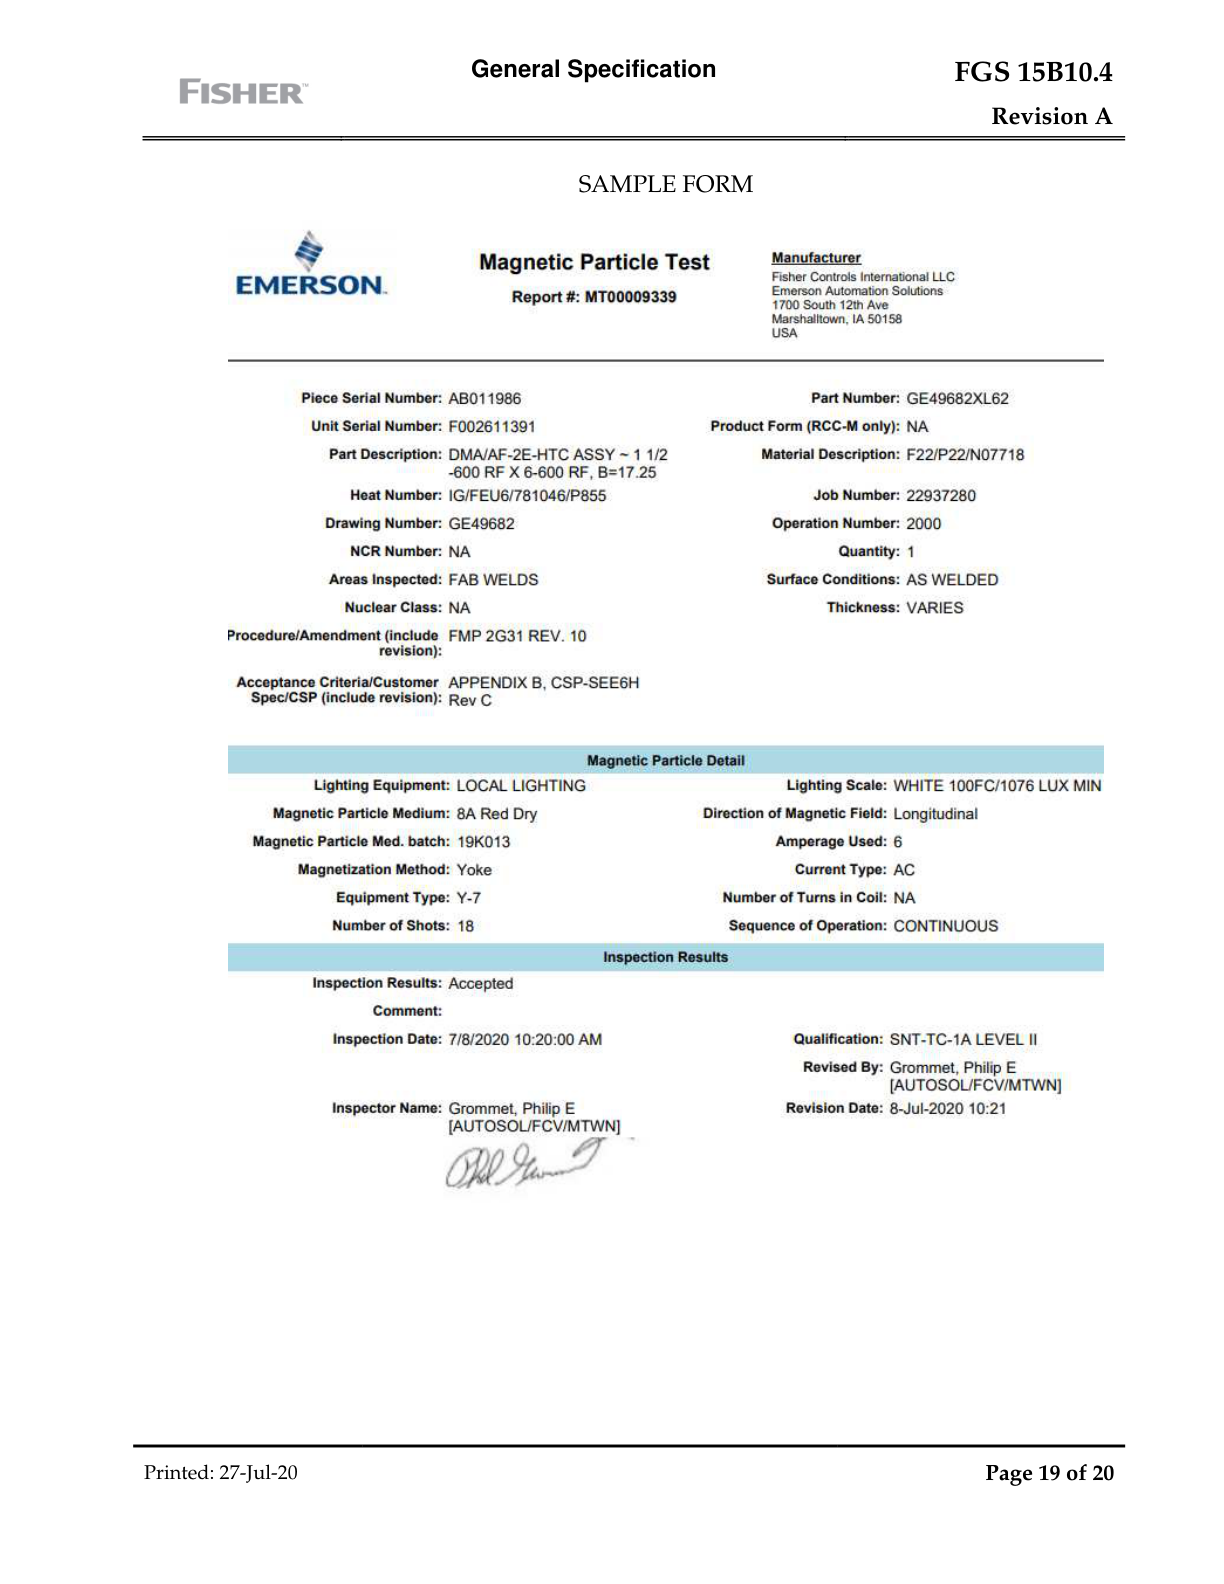 FISHER™
General Specification
FGS 15B10.4
Revision A
SAMPLE FORM
EMERSON.
Magnetic Particle Test
Report #: MT00009339
Manufacturer
Fisher Controls International LLC
Emerson Automation Solutions
1700 South 12th Ave
Marshalltown, IA 50158
USA
Piece Serial Number: AB011986
Part Number: GE49682XL62
Unit Serial Number: F002611391
Product Form (RCC-M only): NA
Part Description: DMA/AF-2E-HTC ASSY ~ 1 1/2
-600 RF X 6-600 RF, B=17.25
Material Description: F22/P22/N07718
Heat Number: IG/FEU6/781046/P855
Job Number: 22937280
Drawing Number: GE49682
Operation Number: 2000
NCR Number: NA
Quantity: 1
Areas Inspected: FAB WELDS
Surface Conditions: AS WELDED
Nuclear Class: NA
Thickness: VARIES
Procedure/Amendment (include FMP 2G31 REV. 10
revision):
Acceptance Criteria/Customer APPENDIX B, CSP-SEE6H
Spec/CSP (include revision): Rev C
Magnetic Particle Detail
Lighting Equipment: LOCAL LIGHTING
Lighting Scale: WHITE 100FC/1076 LUX MIN
Magnetic Particle Medium: 8A Red Dry
Direction of Magnetic Field: Longitudinal
Magnetic Particle Med. batch: 19K013
Amperage Used: 6
Magnetization Method: Yoke
Current Type: AC
Equipment Type: Y-7
Number of Turns in Coil: NA
Number of Shots: 18
Sequence of Operation: CONTINUOUS
Inspection Results
Inspection Results: Accepted
Comment:
Inspection Date: 7/8/2020 10:20:00 AM
Qualification: SNT-TC-1A LEVEL II
Revised By: Grommet, Philip E
[AUTOSOL/FCV/MTWN]
Inspector Name: Grommet, Philip E
[AUTOSOL/FCV/MTWN]
Revision Date: 8-Jul-2020 10:21
Printed: 27-Jul-20
Page 19 of 20